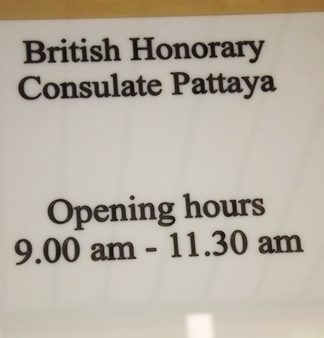 British Honorary
Consulate Pattaya
Opening hours
9.00 am - 11.30 am